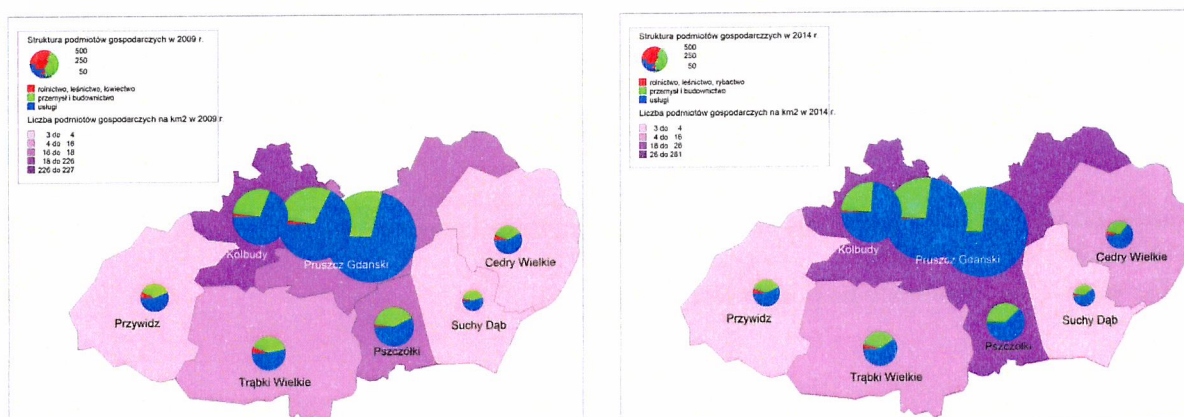 Struktura podmiotów gospodarczych w 2009 r.
500
250
50
rolnictwo, leśnictwo, łowiectwo
przemysł i budownictwo
usługi
Liczba podmiotów gospodarczych na km2 w 2009 r
3 do 4
4 do 16
16 do 18
18 do 226
226 do 227
Kolbudy
Pruszcz Gdański
Cedry Wielkie
Przywidz
Suchy Dąb
Pszczółki
Trąbki Wielkie
Struktura podmiotów gospodarczych w 2014 r.
500
250
50
rolnictwo, leśnictwo, rybactwo
przemysł i budownictwo
usługi
Liczba podmiotów gospodarczych na km2 w 2014 r.
3 do 4
4 do 16
16 do 26
26 do 281
Kolbudy
Pruszcz Gdański
Cedry Wielkie
Przywidz
Suchy Dąb
Pszczółki
Trąbki Wielkie